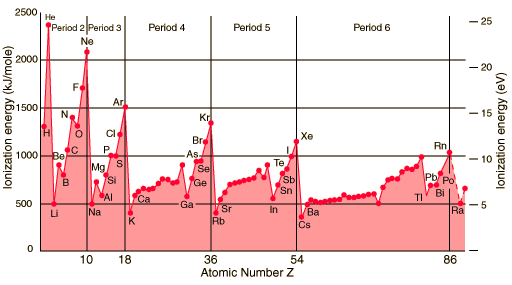 2500
2000
1500
1000
500
0
Ionization energy (kJ/mole)
Period 2
Period 3
Period 4
Period 5
Period 6
He
Ne
F
N
O
H
C
Be
B
Li
Ar
Cl
P
S
Mg
Si
Al
Na
Kr
Br
As
Se
Ge
Ga
Ca
K
Xe
I
Te
Sb
Sn
In
Sr
Rb
Rn
Po
Pb
Bi
Tl
Ba
Cs
Ra
25
20
15
10
5
Ionization energy (eV)
10
18
36
54
86
Atomic Number Z